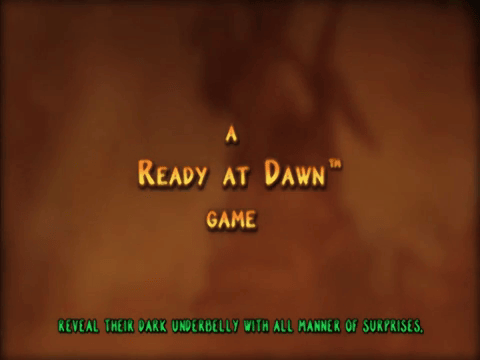 A
READY AT DAWN™
GAME
REVEAL THEIR DARK UNDERBELLY WITH ALL MANNER OF SURPRISES,